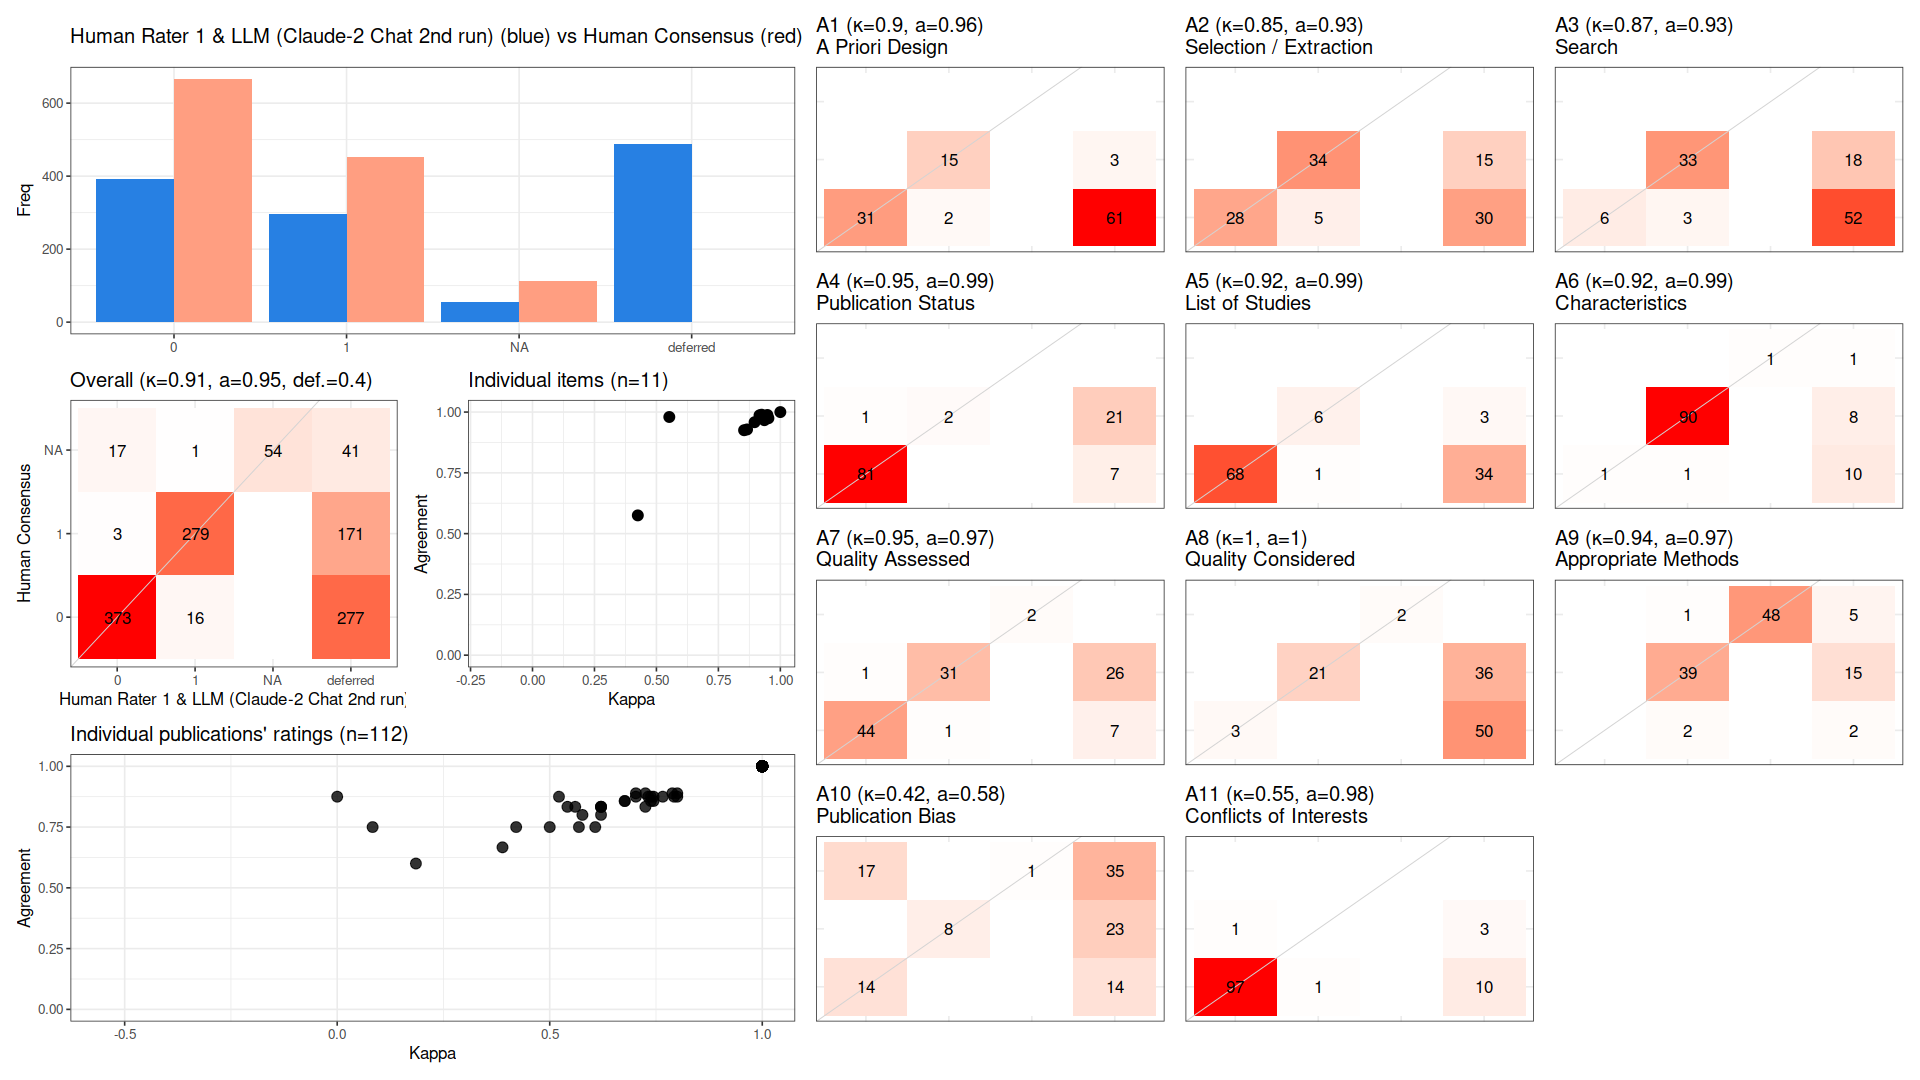 Human Rater 1 & LLM (Claude-2 Chat 2nd run) (blue) vs Human Consensus (red)
Freq
600
400
200
0
0 1 NA deferred
Overall (κ=0.91, a=0.95, def.=0.4)
Human Consensus
NA
1
0
17 1 54 41
3 279 171
373 16 277
0 1 NA deferred
Human Rater 1 & LLM (Claude-2 Chat 2nd run)
Individual items (n=11)
Agreement
1.00
0.75
0.50
0.25
0.00
-0.25 0.00 0.25 0.50 0.75 1.00
Kappa
Individual publications' ratings (n=112)
Agreement
1.00
0.75
0.50
0.25
0.00
-0.5 0.0 0.5 1.0
Kappa
A1 (κ=0.9, a=0.96)
A Priori Design
15 3
31 2 61
A2 (κ=0.85, a=0.93)
Selection / Extraction
34 15
28 5 30
A3 (κ=0.87, a=0.93)
Search
33 18
6 3 52
A4 (κ=0.95, a=0.99)
Publication Status
1 2 21
81 7
A5 (κ=0.92, a=0.99)
List of Studies
6 3
68 1 34
A6 (κ=0.92, a=0.99)
Characteristics
1 1
90 8
1 1 10
A7 (κ=0.95, a=0.97)
Quality Assessed
2
1 31 26
44 1 7
A8 (κ=1, a=1)
Quality Considered
2
21 36
3 50
A9 (κ=0.94, a=0.97)
Appropriate Methods
1 48 5
39 15
2 2
A10 (κ=0.42, a=0.58)
Publication Bias
17 1 35
8 23
14 14
A11 (κ=0.55, a=0.98)
Conflicts of Interests
1 3
97 1 10